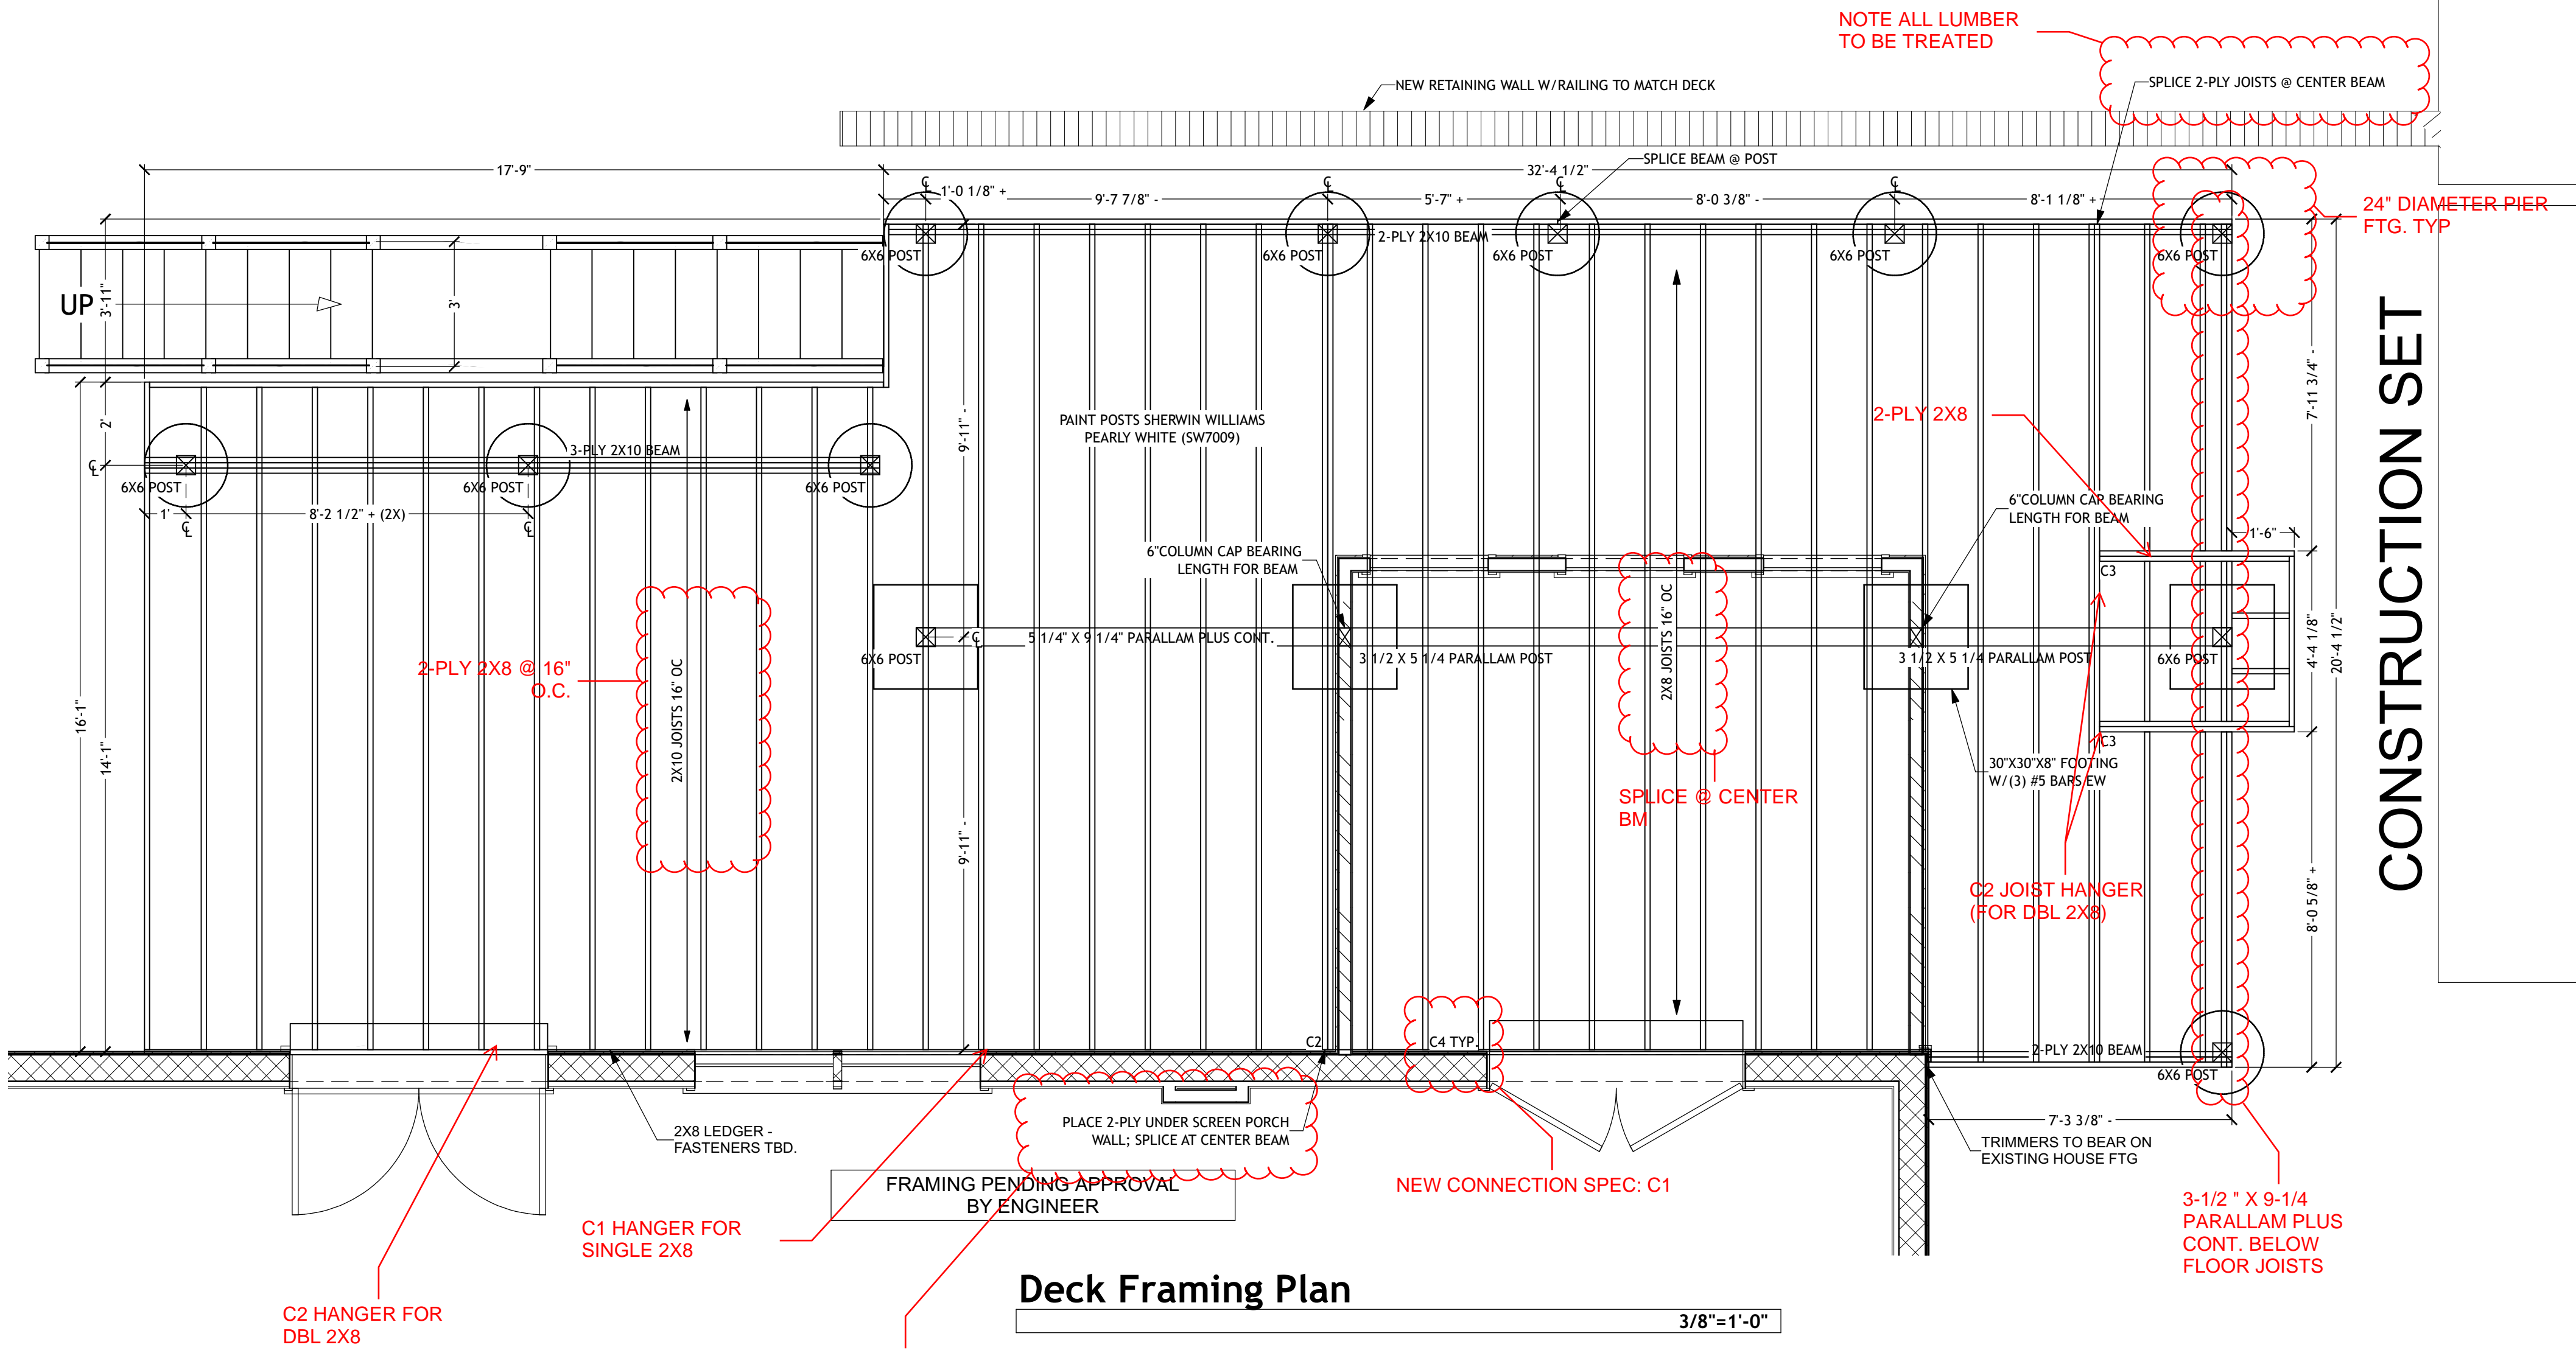 NOTE ALL LUMBER
TO BE TREATED
NEW RETAINING WALL W/RAILING TO MATCH DECK
SPLICE 2-PLY JOISTS @ CENTER BEAM
SPLICE BEAM @ POST
17'-9"
32'-4 1/2"
1'-0 1/8" +
9'-7 7/8" -
5'-7" +
8'-0 3/8" -
8'-1 1/8" +
24" DIAMETER PIER
FTG. TYP
2-PLY 2X10 BEAM
6X6 POST
6X6 POST
6X6 POST
6X6 POST
6X6 POST
UP
3'-11"
3'
2'
9'-11" -
7'-11 3/4" -
CONSTRUCTION SET
PAINT POSTS SHERWIN WILLIAMS
PEARLY WHITE (SW7009)
2-PLY 2X8
3-PLY 2X10 BEAM
6X6 POST
6X6 POST
6X6 POST
1'
8'-2 1/2" + (2X)
6"COLUMN CAP BEARING
LENGTH FOR BEAM
6"COLUMN CAP BEARING
LENGTH FOR BEAM
1'-6"
C3
2X8 JOISTS 16" OC
5 1/4" X 9 1/4" PARALLAM PLUS CONT.
6X6 POST
3 1/2 X 5 1/4 PARALLAM POST
3 1/2 X 5 1/4 PARALLAM POST
6X6 POST
4'-4 1/8"
20'-4 1/2"
2-PLY 2X8 @ 16"
O.C.
2X10 JOISTS 16" OC
16'-1"
14'-1"
C3
30"X30"X8" FOOTING
W/(3) #5 BARS EW
SPLICE @ CENTER
BM
9'-11" -
C2 JOIST HANGER
(FOR DBL 2X8)
8'-0 5/8" +
C2
C4 TYP.
2-PLY 2X10 BEAM
6X6 POST
2X8 LEDGER -
FASTENERS TBD.
PLACE 2-PLY UNDER SCREEN PORCH
WALL; SPLICE AT CENTER BEAM
7'-3 3/8" -
TRIMMERS TO BEAR ON
EXISTING HOUSE FTG
FRAMING PENDING APPROVAL
BY ENGINEER
NEW CONNECTION SPEC: C1
C1 HANGER FOR
SINGLE 2X8
3-1/2 " X 9-1/4
PARALLAM PLUS
CONT. BELOW
FLOOR JOISTS
C2 HANGER FOR
DBL 2X8
Deck Framing Plan
3/8"=1'-0"